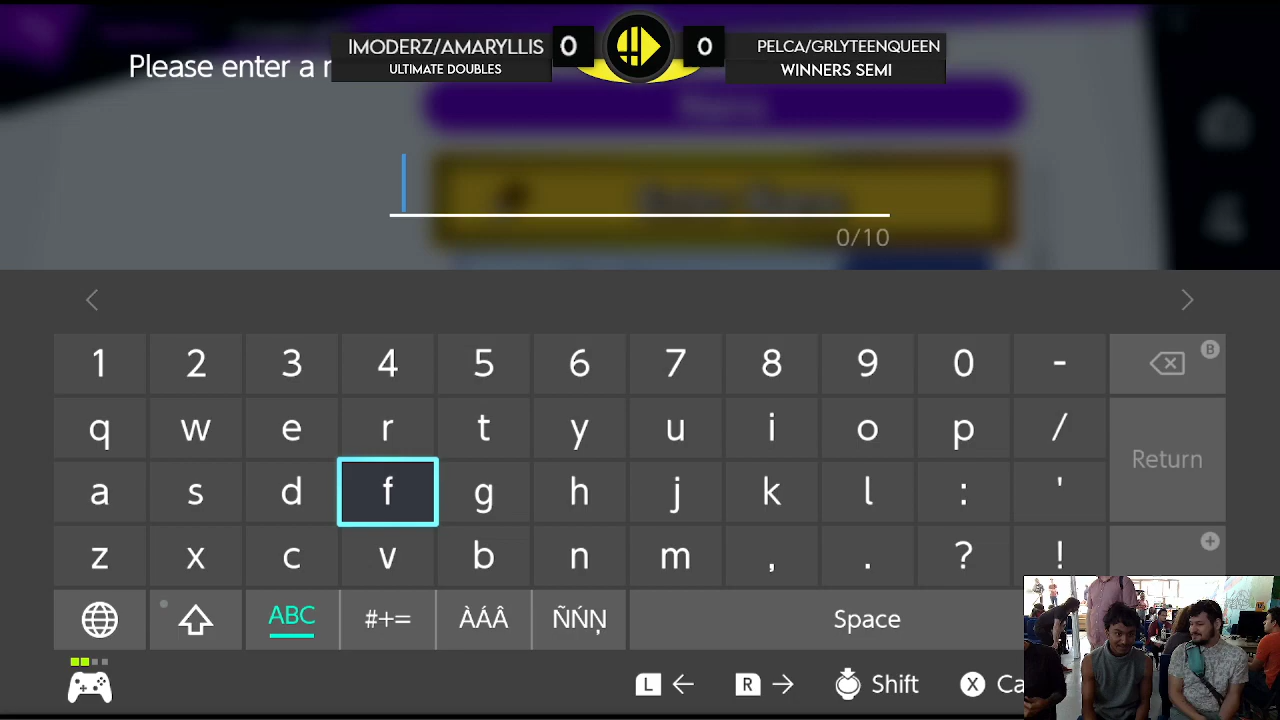 IMODERZ/AMARYLLIS 0 0 PELCA/GRLYTEENQUEEN
ULTIMATE DOUBLES WINNERS SEMI
Please enter a
0/10
1 2 3 4 5 6 7 8 9 0 - B
q w e r t y u i o p /
Return
a s d f g h j k l : '
z x c v b n m , . ? ! +
ABC #+= ÀÁÂ ÑŃŅ Space
L ← R → Shift X